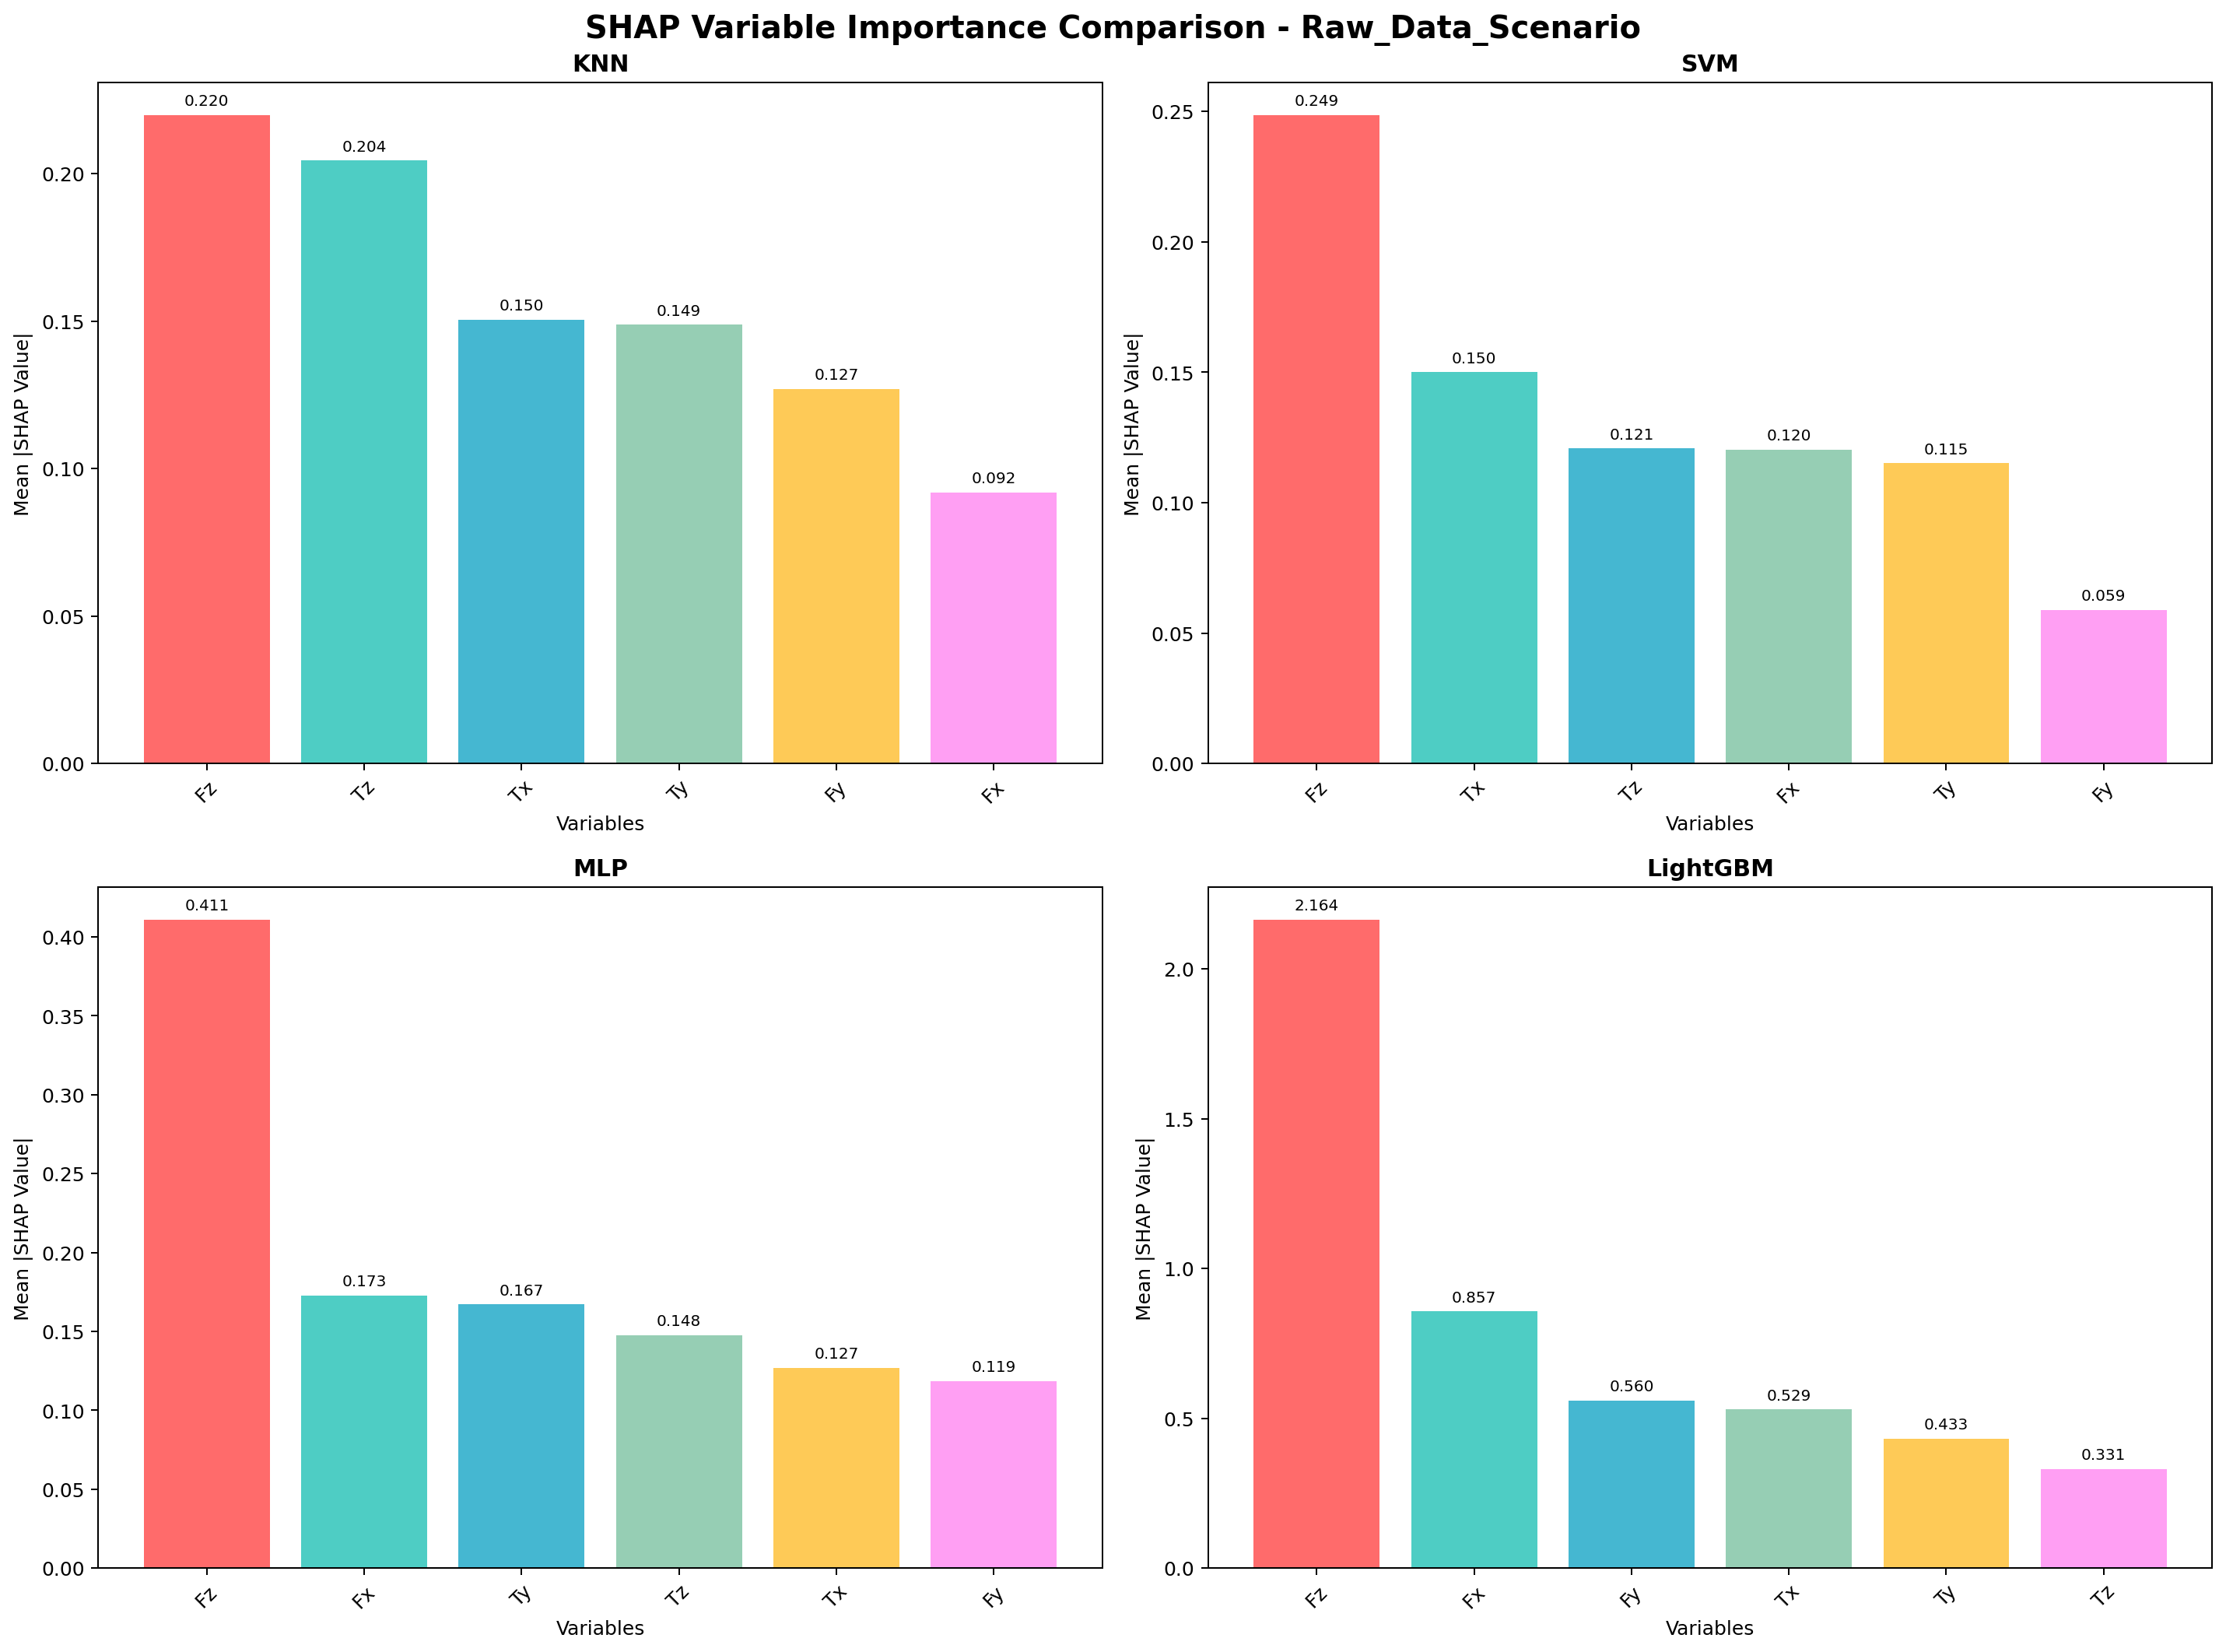 SHAP Variable Importance Comparison - Raw_Data_Scenario
KNN
Mean |SHAP Value|
0.20
0.15
0.10
0.05
0.00
0.220
0.204
0.150
0.149
0.127
0.092
Fz
Tz
Tx
Ty
Fy
Fx
Variables
SVM
Mean |SHAP Value|
0.25
0.20
0.15
0.10
0.05
0.00
0.249
0.150
0.121
0.120
0.115
0.059
Fz
Tx
Tz
Fx
Ty
Fy
Variables
MLP
Mean |SHAP Value|
0.40
0.35
0.30
0.25
0.20
0.15
0.10
0.05
0.00
0.411
0.173
0.167
0.148
0.127
0.119
Fz
Fx
Ty
Tz
Tx
Fy
Variables
LightGBM
Mean |SHAP Value|
2.0
1.5
1.0
0.5
0.0
2.164
0.857
0.560
0.529
0.433
0.331
Fz
Fx
Fy
Tx
Ty
Tz
Variables